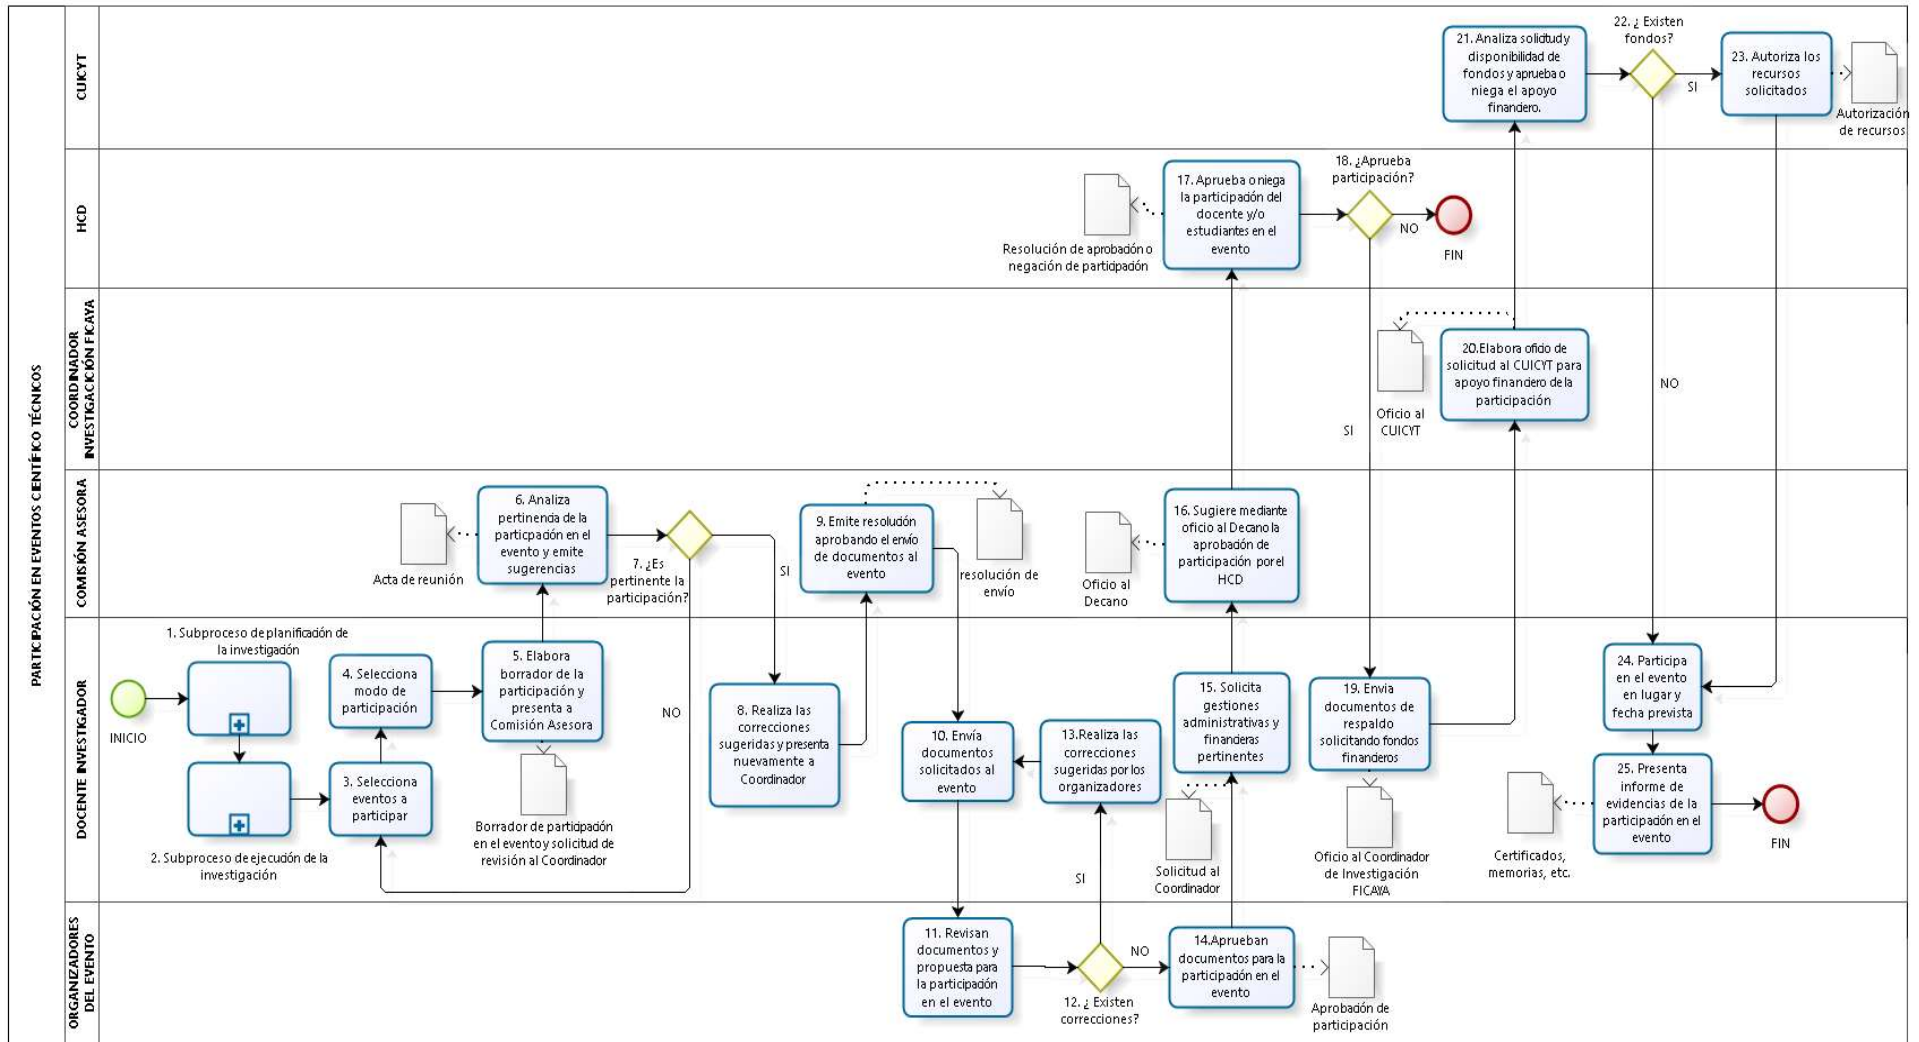 PARTICIPACIÓN EN EVENTOS CIENTÍFICO TÉCNICOS
CUICYT
21. Analiza solicitud y
disponibilidad de
fondos y aprueba o
niega el apoyo
financiero.
22. ¿ Existen
fondos?
SI
NO
23. Autoriza los
recursos
solicitados
Autorización
de recursos
HCD
Resolución de aprobación o
negación de participación
17. Aprueba o niega
la participación del
docente y/o
estudiantes en el
evento
18. ¿Aprueba
participación?
NO
SI
FIN
COORDINADOR
INVESTIGACICIÓN FICAYA
Oficio al
CUICYT
20.Elabora oficio de
solicitud al CUICYT para
apoyo financiero de la
participación
COMISIÓN ASESORA
Acta de reunión
6. Analiza
pertinencia de la
participación en el
evento y emite
sugerencias
7. ¿Es
pertinente la
participación?
SI
NO
9. Emite resolución
aprobando el envío
de documentos al
evento
resolución de
envío
Oficio al
Decano
16. Sugiere mediante
oficio al Decano la
aprobación de
participación por el
HCD
DOCENTE INVESTIGADOR
INICIO
1. Subproceso de planificación de
la investigación
2. Subproceso de ejecución de la
investigación
3. Selecciona
eventos a
participar
4. Selecciona
modo de
participación
5. Elabora
borrador de la
participación y
presenta a
Comisión Asesora
Borrador de participación
en el evento y solicitud de
revisión al Coordinador
8. Realiza las
correcciones
sugeridas y presenta
nuevamente a
Coordinador
10. Envía
documentos
solicitados al
evento
13.Realiza las
correcciones
sugeridas por los
organizadores
SI
15. Solicita
gestiones
administrativas y
financieras
pertinentes
Solicitud al
Coordinador
19. Envia
documentos de
respaldo
solicitando fondos
financieros
Oficio al Coordinador
de Investigación
FICAYA
24. Participa
en el evento
en lugar y
fecha prevista
25. Presenta
informe de
evidencias de la
participación en el
evento
Certificados,
memorias, etc.
FIN
ORGANIZADORES
DEL EVENTO
11. Revisan
documentos y
propuesta para
la participación
en el evento
12. ¿ Existen
correcciones?
NO
14.Aprueban
documentos para la
participación en el
evento
Aprobación de
participación